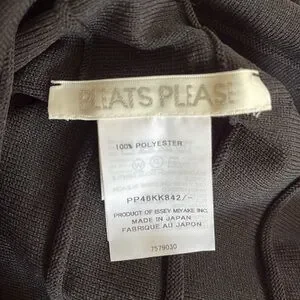 PLEATS PLEASE
100% POLYESTER
PP46KK842/-
PRODUCT OF ISSEY MIYAKE INC.
MADE IN JAPAN
FABRIQUE AU JAPON
7579030